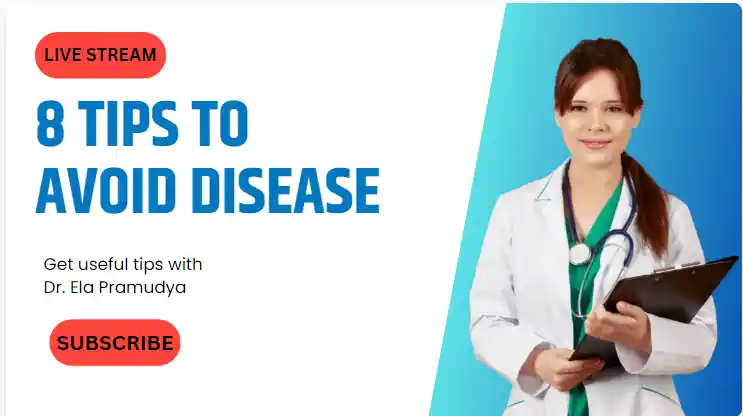 LIVE STREAM
8 TIPS TO
AVOID DISEASE
Get useful tips with
Dr. Ela Pramudya
SUBSCRIBE